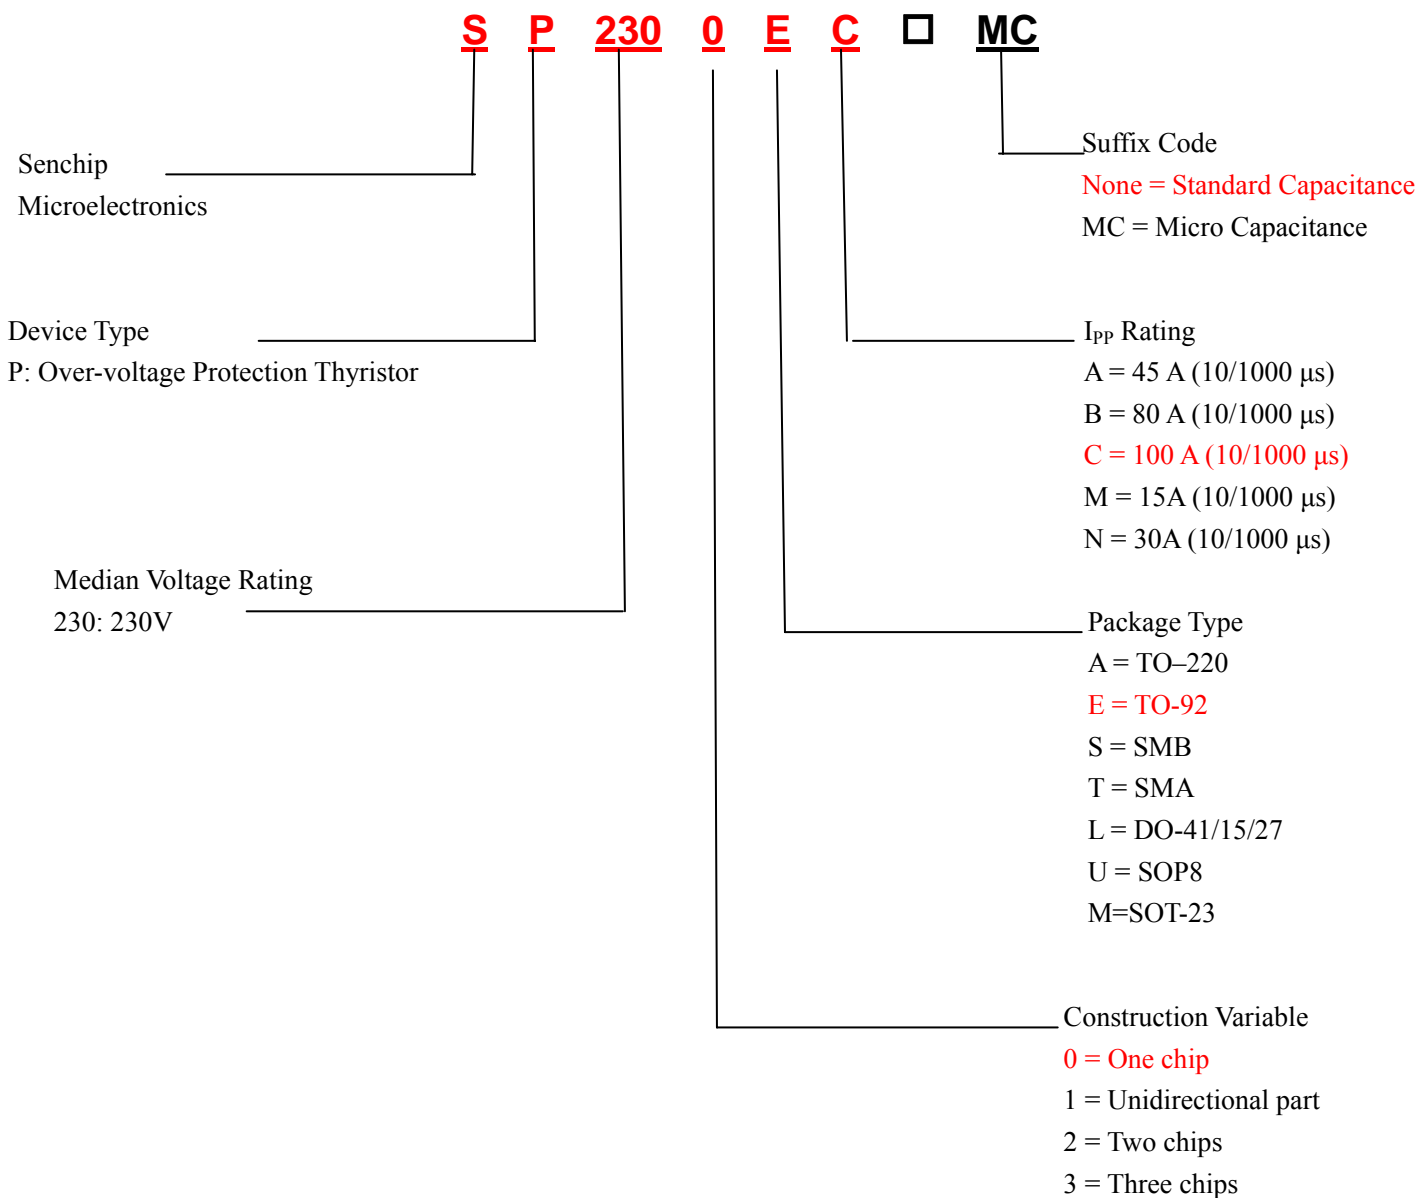 S P 230 0 E C □ MC
Senchip
Microelectronics
Device Type
P: Over-voltage Protection Thyristor
Median Voltage Rating
230: 230V
Suffix Code
None = Standard Capacitance
MC = Micro Capacitance
IPP Rating
A = 45 A (10/1000 μs)
B = 80 A (10/1000 μs)
C = 100 A (10/1000 μs)
M = 15A (10/1000 μs)
N = 30A (10/1000 μs)
Package Type
A = TO–220
E = TO-92
S = SMB
T = SMA
L = DO-41/15/27
U = SOP8
M=SOT-23
Construction Variable
0 = One chip
1 = Unidirectional part
2 = Two chips
3 = Three chips